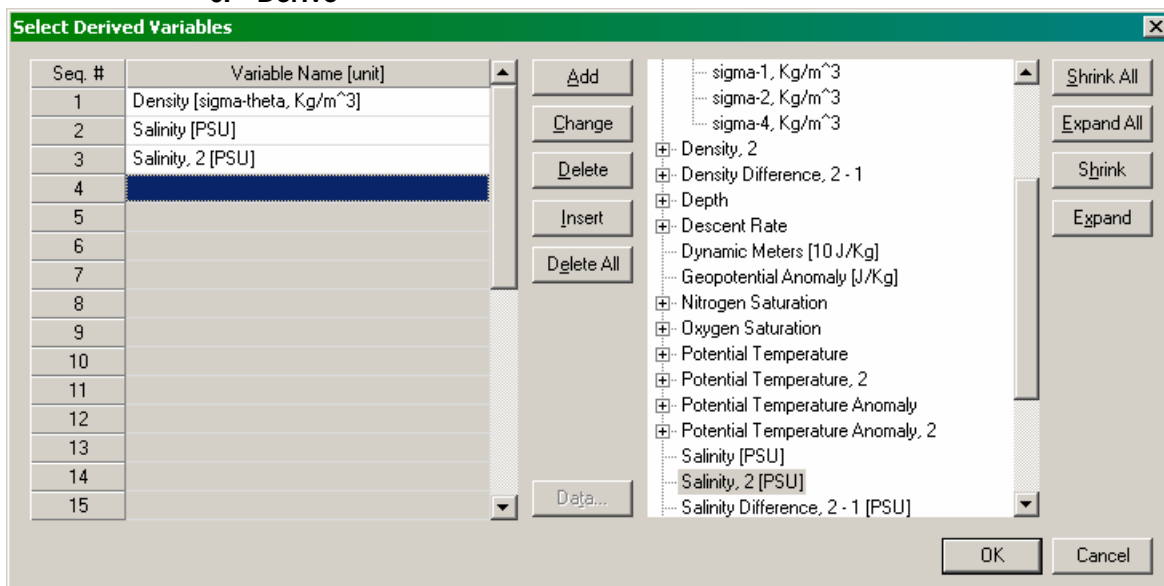 Select Derived Variables
Seq. # Variable Name [unit]
1 Density [sigma-theta, Kg/m^3]
2 Salinity [PSU]
3 Salinity, 2 [PSU]
4
5
6
7
8
9
10
11
12
13
14
15
Add
Change
Delete
Insert
Delete All
Data...
sigma-1, Kg/m^3
sigma-2, Kg/m^3
sigma-4, Kg/m^3
Density, 2
Density Difference, 2 - 1
Depth
Descent Rate
Dynamic Meters [10 J/Kg]
Geopotential Anomaly [J/Kg]
Nitrogen Saturation
Oxygen Saturation
Potential Temperature
Potential Temperature, 2
Potential Temperature Anomaly
Potential Temperature Anomaly, 2
Salinity [PSU]
Salinity, 2 [PSU]
Salinity Difference, 2 - 1 [PSU]
Shrink All
Expand All
Shrink
Expand
OK
Cancel